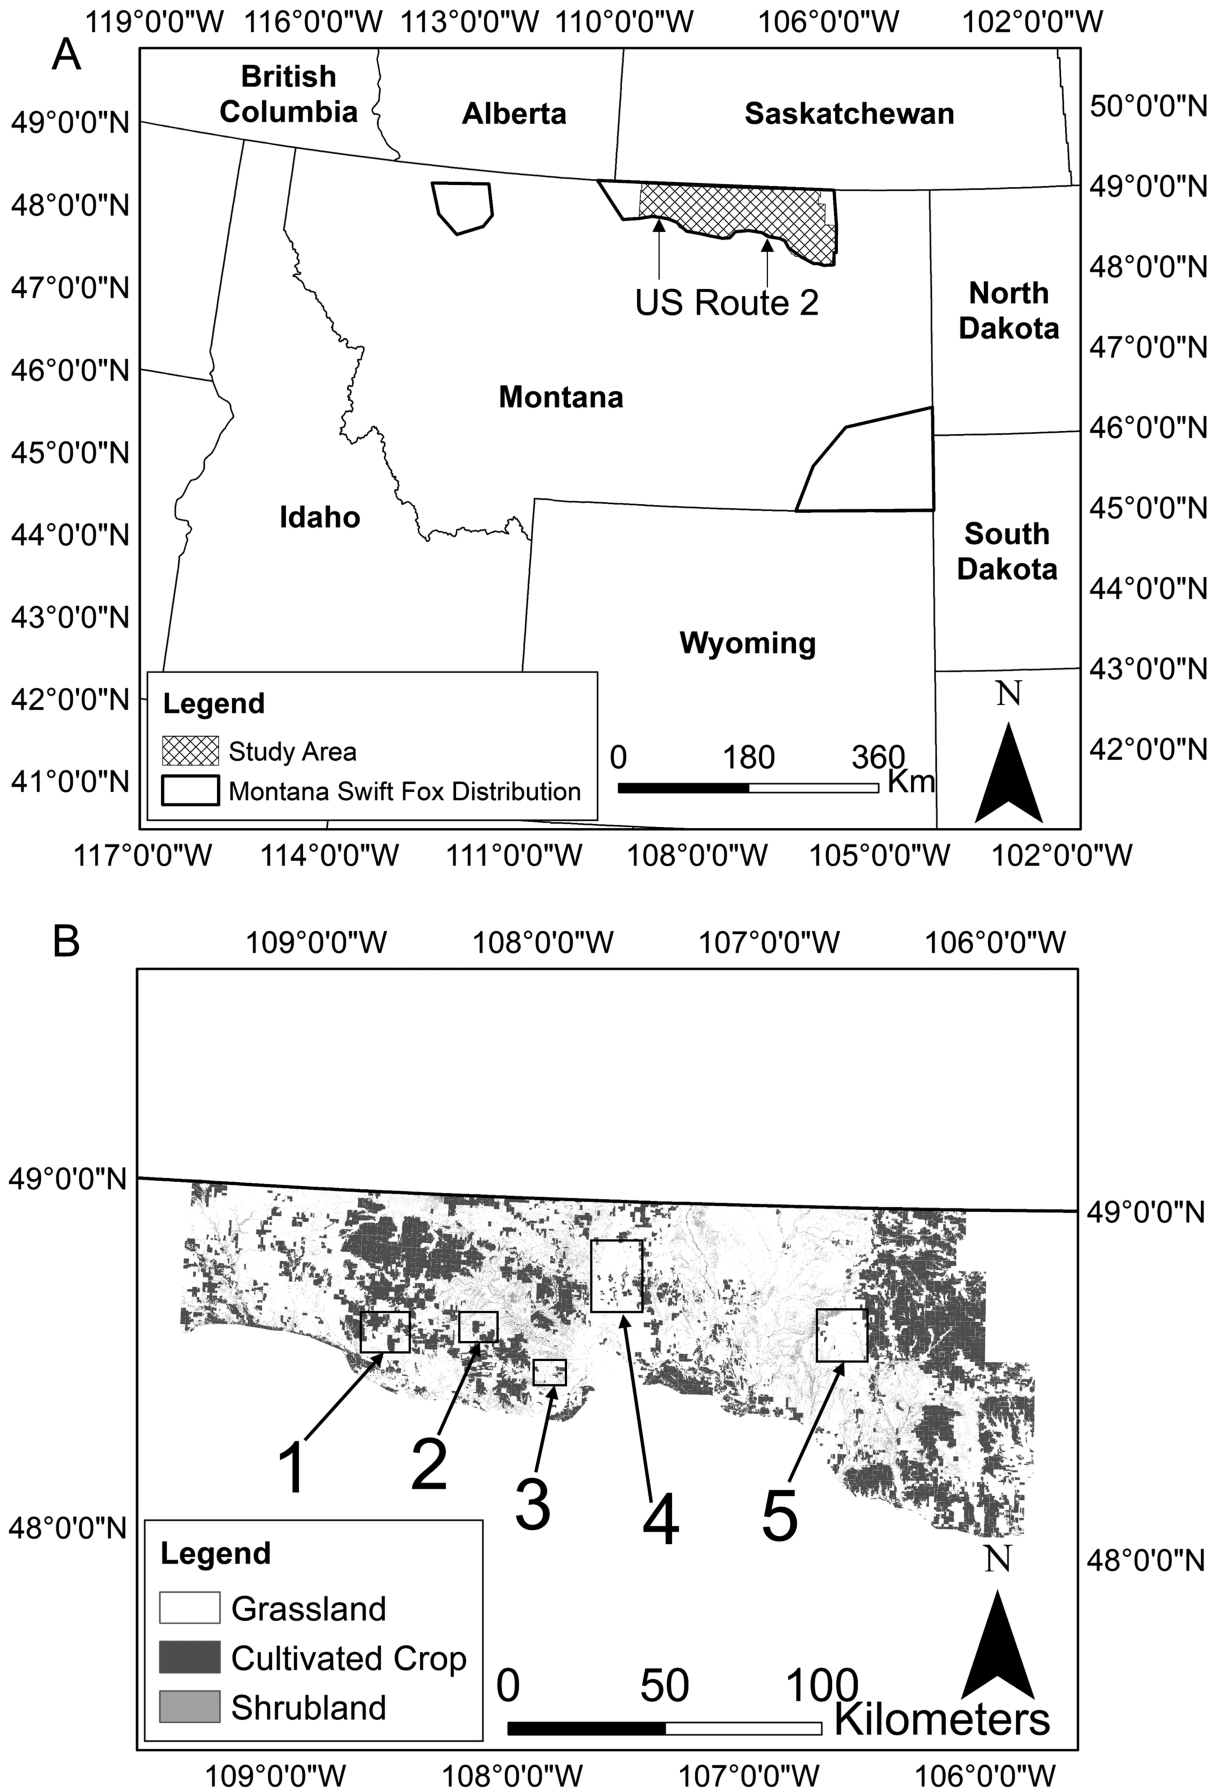 119°0'0"W 116°0'0"W 113°0'0"W 110°0'0"W 106°0'0"W 102°0'0"W
A
British
Columbia
Alberta
Saskatchewan
50°0'0"N
49°0'0"N
49°0'0"N
48°0'0"N
48°0'0"N
47°0'0"N
US Route 2
North
Dakota
47°0'0"N
46°0'0"N
Montana
46°0'0"N
45°0'0"N
Idaho
45°0'0"N
44°0'0"N
South
Dakota
44°0'0"N
43°0'0"N
Wyoming
43°0'0"N
42°0'0"N
Legend
Study Area
Montana Swift Fox Distribution
0 180 360
Km
N
42°0'0"N
41°0'0"N
117°0'0"W 114°0'0"W 111°0'0"W 108°0'0"W 105°0'0"W 102°0'0"W
B
109°0'0"W 108°0'0"W 107°0'0"W 106°0'0"W
49°0'0"N
49°0'0"N
1
2
3
4
5
48°0'0"N
48°0'0"N
Legend
Grassland
Cultivated Crop
Shrubland
0 50 100
Kilometers
N
109°0'0"W 108°0'0"W 107°0'0"W 106°0'0"W